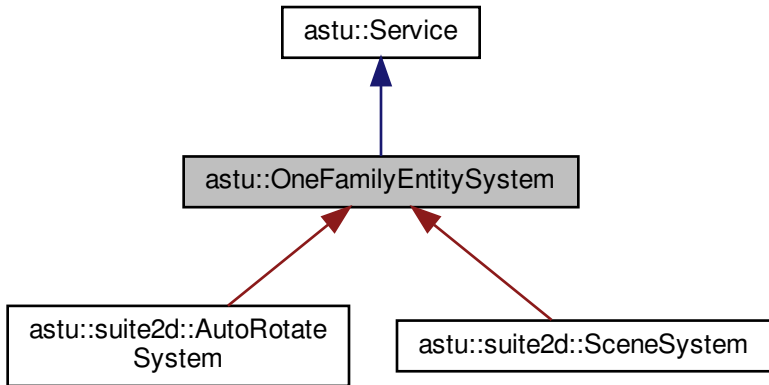 astu::Service
astu::OneFamilyEntitySystem
astu::suite2d::AutoRotate
System
astu::suite2d::SceneSystem